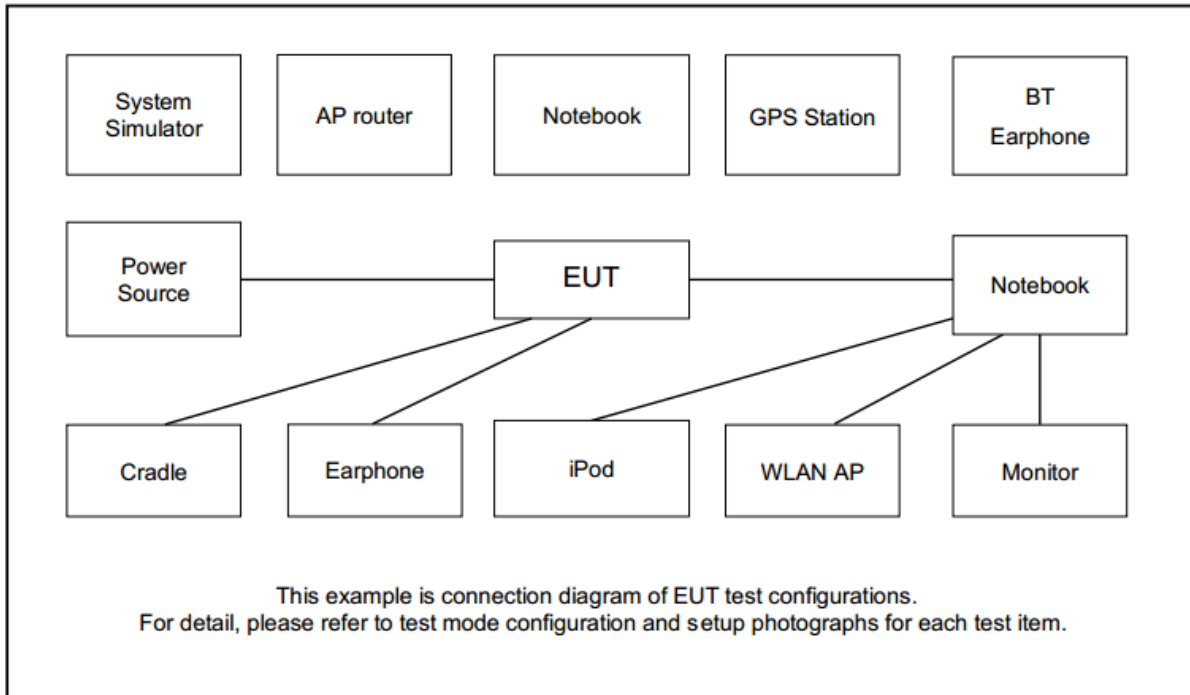 System
Simulator
AP router
Notebook
GPS Station
BT
Earphone
Power
Source
EUT
Notebook
Cradle
Earphone
iPod
WLAN AP
Monitor
This example is connection diagram of EUT test configurations.
For detail, please refer to test mode configuration and setup photographs for each test item.